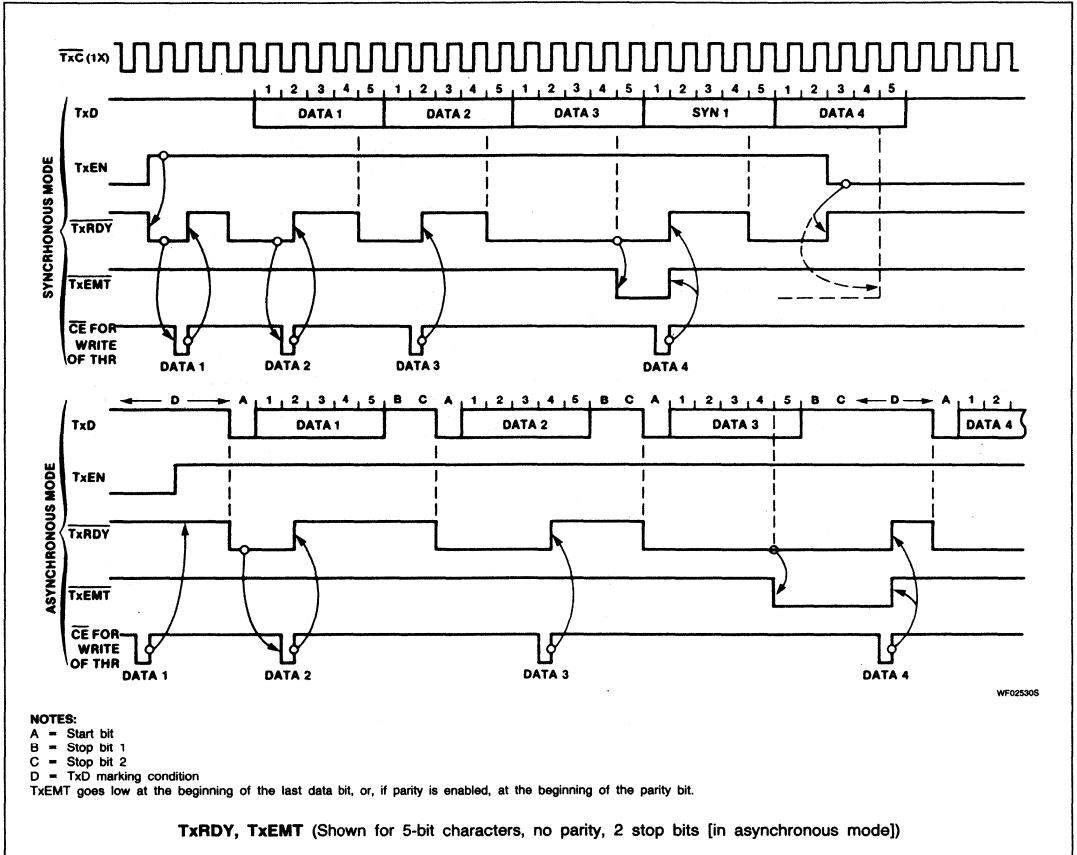 TxC (1X)
1 2 3 4 5 1 2 3 4 5 1 2 3 4 5 1 2 3 4 5 1 2 3 4 5
TxD DATA 1 DATA 2 DATA 3 SYN 1 DATA 4
SYNCRHONOUS MODE
TxEN
TxRDY
TxEMT
CE FOR
WRITE
OF THR
DATA 1 DATA 2 DATA 3 DATA 4
D A 1 2 3 4 5 B C A 1 2 3 4 5 B C A 1 2 3 4 5 B C D A 1 2
TxD DATA 1 DATA 2 DATA 3 DATA 4
ASYNCHRONOUS MODE
TxEN
TxRDY
TxEMT
CE FOR
WRITE
OF THR
DATA 1 DATA 2 DATA 3 DATA 4
WF02530S
NOTES:
A = Start bit
B = Stop bit 1
C = Stop bit 2
D = TxD marking condition
TxEMT goes low at the beginning of the last data bit, or, if parity is enabled, at the beginning of the parity bit.
TxRDY, TxEMT (Shown for 5-bit characters, no parity, 2 stop bits [in asynchronous mode])